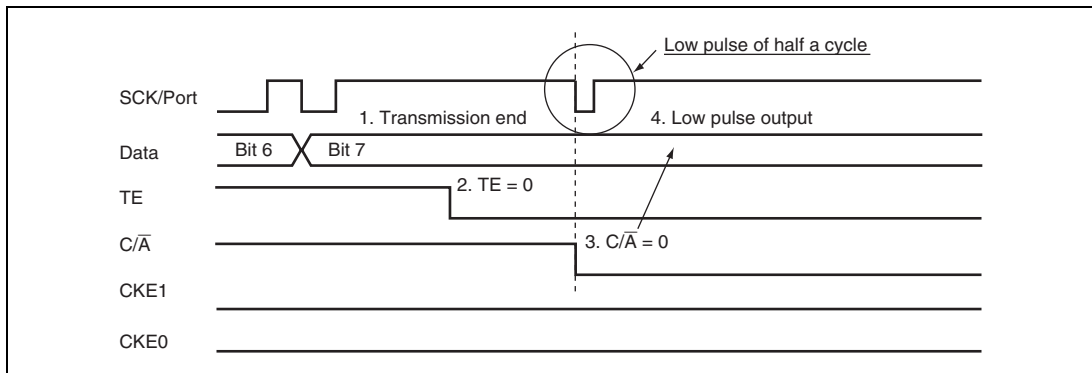 Low pulse of half a cycle
SCK/Port
1. Transmission end
4. Low pulse output
Data
Bit 6
Bit 7
TE
2. TE = 0
C/A̅
3. C/A̅ = 0
CKE1
CKE0